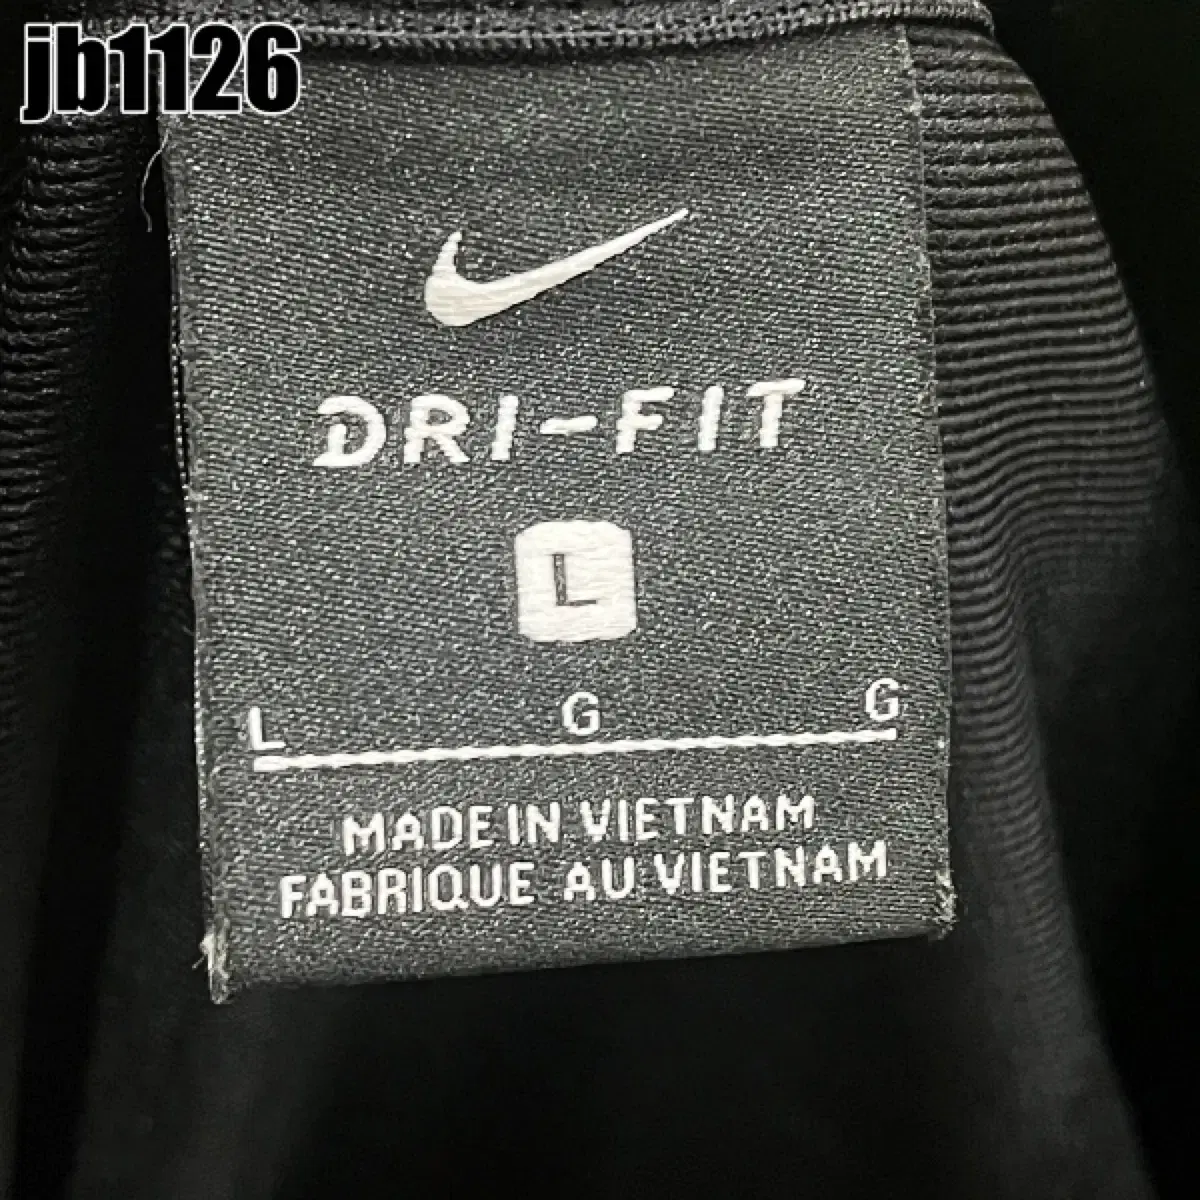 jb1126
DRI-FIT
L
L G G
MADE IN VIETNAM
FABRIQUE AU VIETNAM